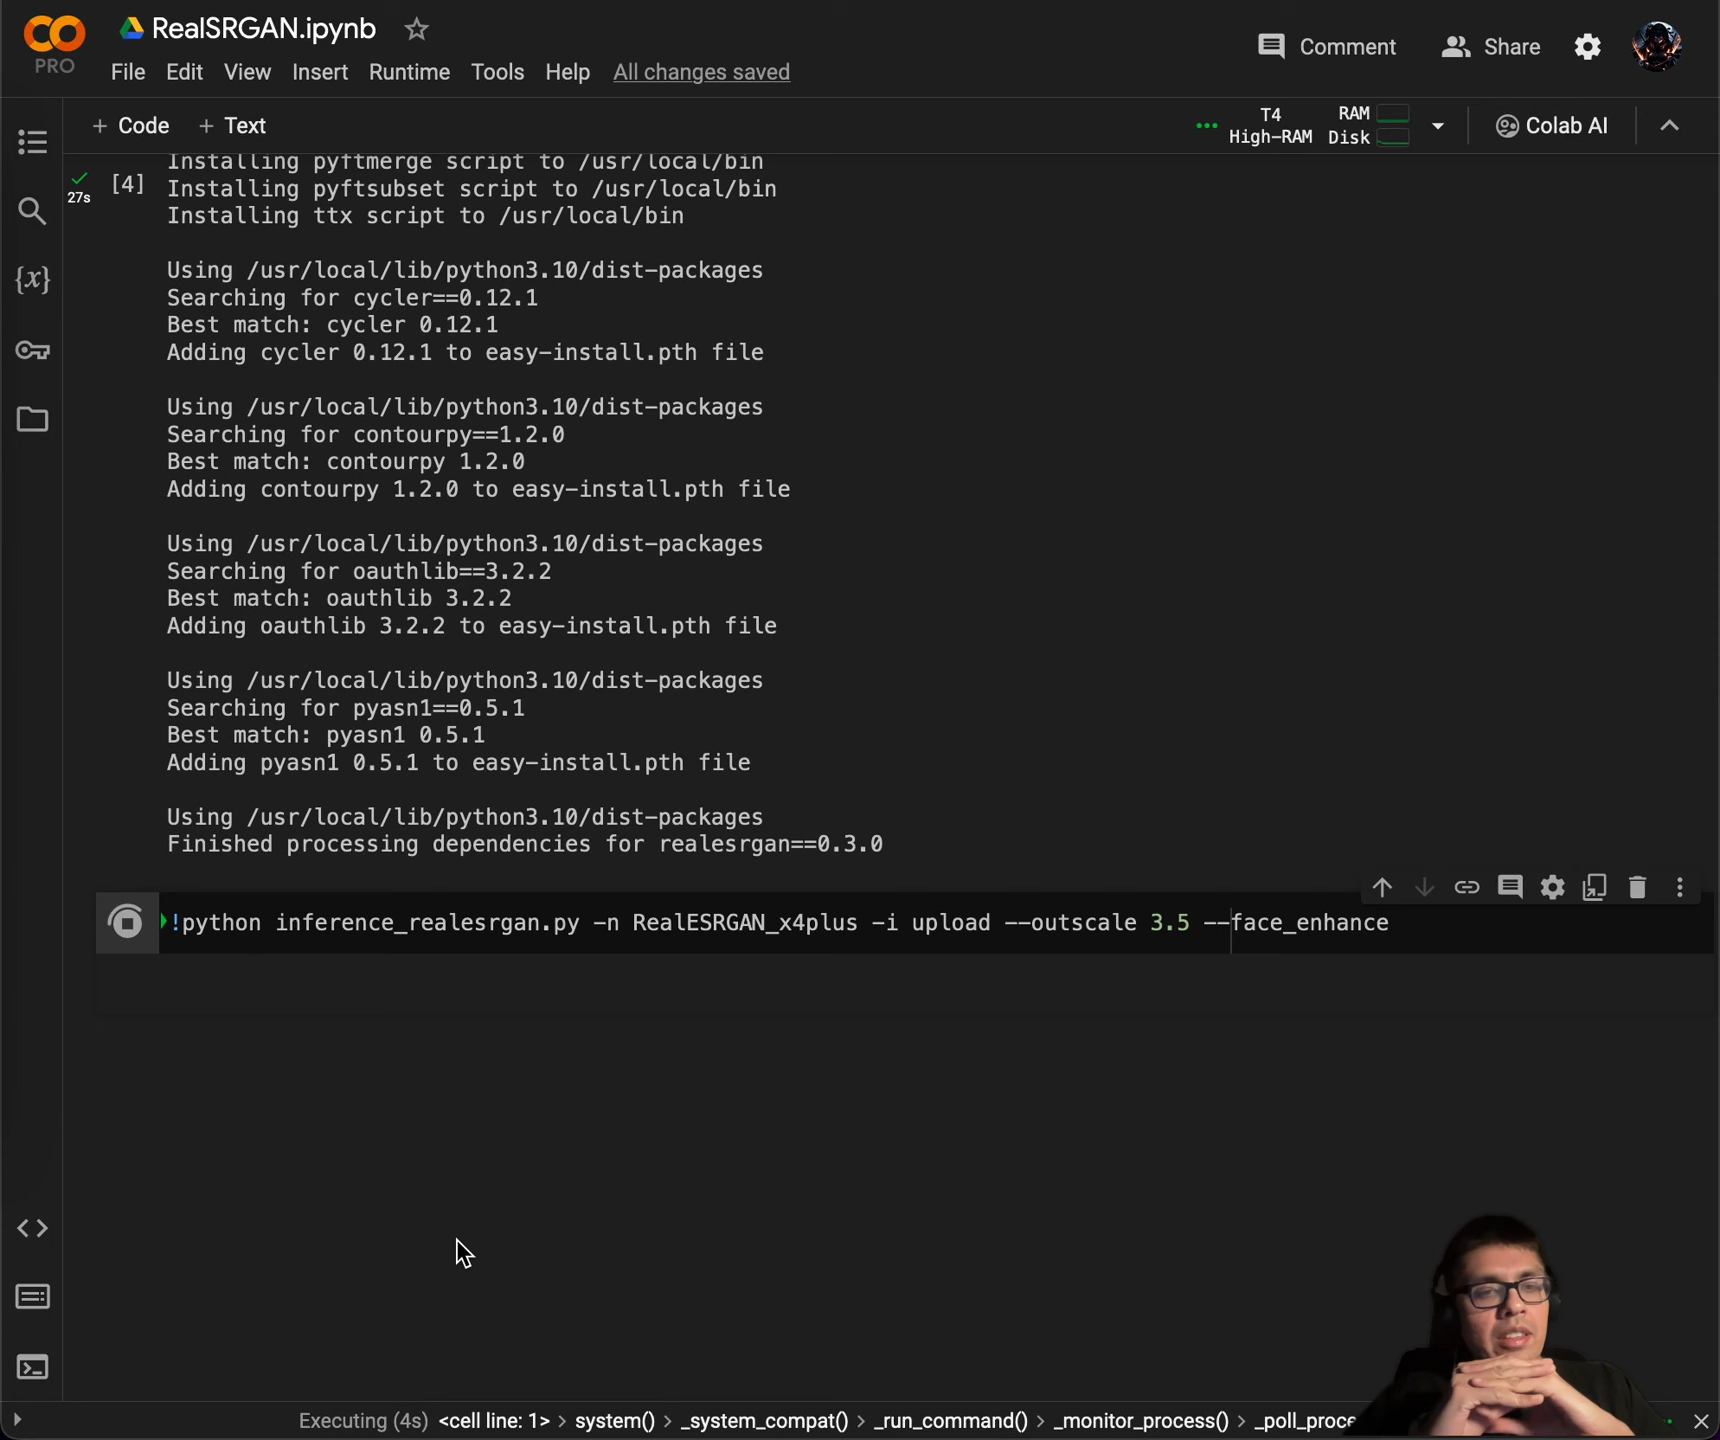 RealSRGAN.ipynb
PRO
File Edit View Insert Runtime Tools Help All changes saved
Comment
Share
+ Code + Text
T4
High-RAM
RAM
Disk
Colab AI
Installing pyftmerge script to /usr/local/bin
27s
[4]
Installing pyftsubset script to /usr/local/bin
Installing ttx script to /usr/local/bin
Using /usr/local/lib/python3.10/dist-packages
Searching for cycler==0.12.1
Best match: cycler 0.12.1
Adding cycler 0.12.1 to easy-install.pth file
Using /usr/local/lib/python3.10/dist-packages
Searching for contourpy==1.2.0
Best match: contourpy 1.2.0
Adding contourpy 1.2.0 to easy-install.pth file
Using /usr/local/lib/python3.10/dist-packages
Searching for oauthlib==3.2.2
Best match: oauthlib 3.2.2
Adding oauthlib 3.2.2 to easy-install.pth file
Using /usr/local/lib/python3.10/dist-packages
Searching for pyasn1==0.5.1
Best match: pyasn1 0.5.1
Adding pyasn1 0.5.1 to easy-install.pth file
Using /usr/local/lib/python3.10/dist-packages
Finished processing dependencies for realesrgan==0.3.0
!python inference_realesrgan.py -n RealESRGAN_x4plus -i upload --outscale 3.5 --face_enhance
Executing (4s) <cell line: 1> > system() > _system_compat() > _run_command() > _monitor_process() > _poll_proce